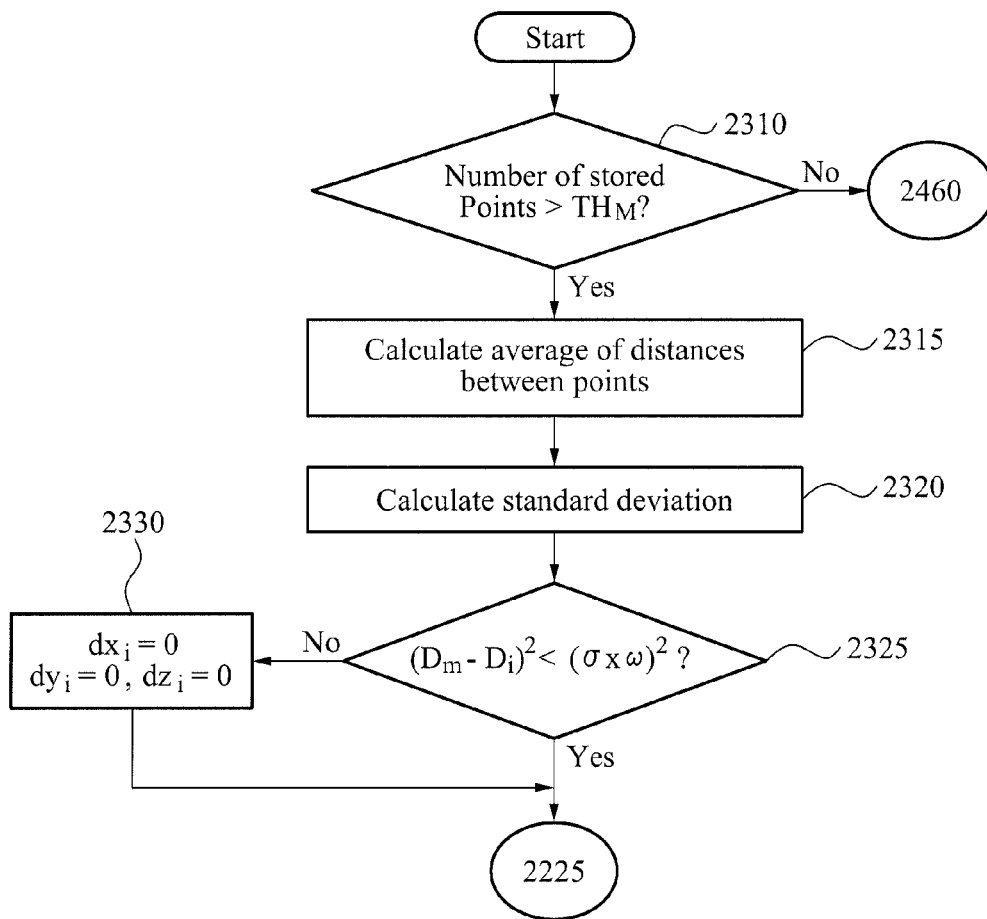 Start
2310
Number of stored
Points > TH_M?
No
2460
Yes
Calculate average of distances
between points
2315
Calculate standard deviation
2320
2330
dx_i = 0
dy_i = 0 , dz_i = 0
No
(D_m - D_i)² < (σ x ω)² ?
2325
Yes
2225